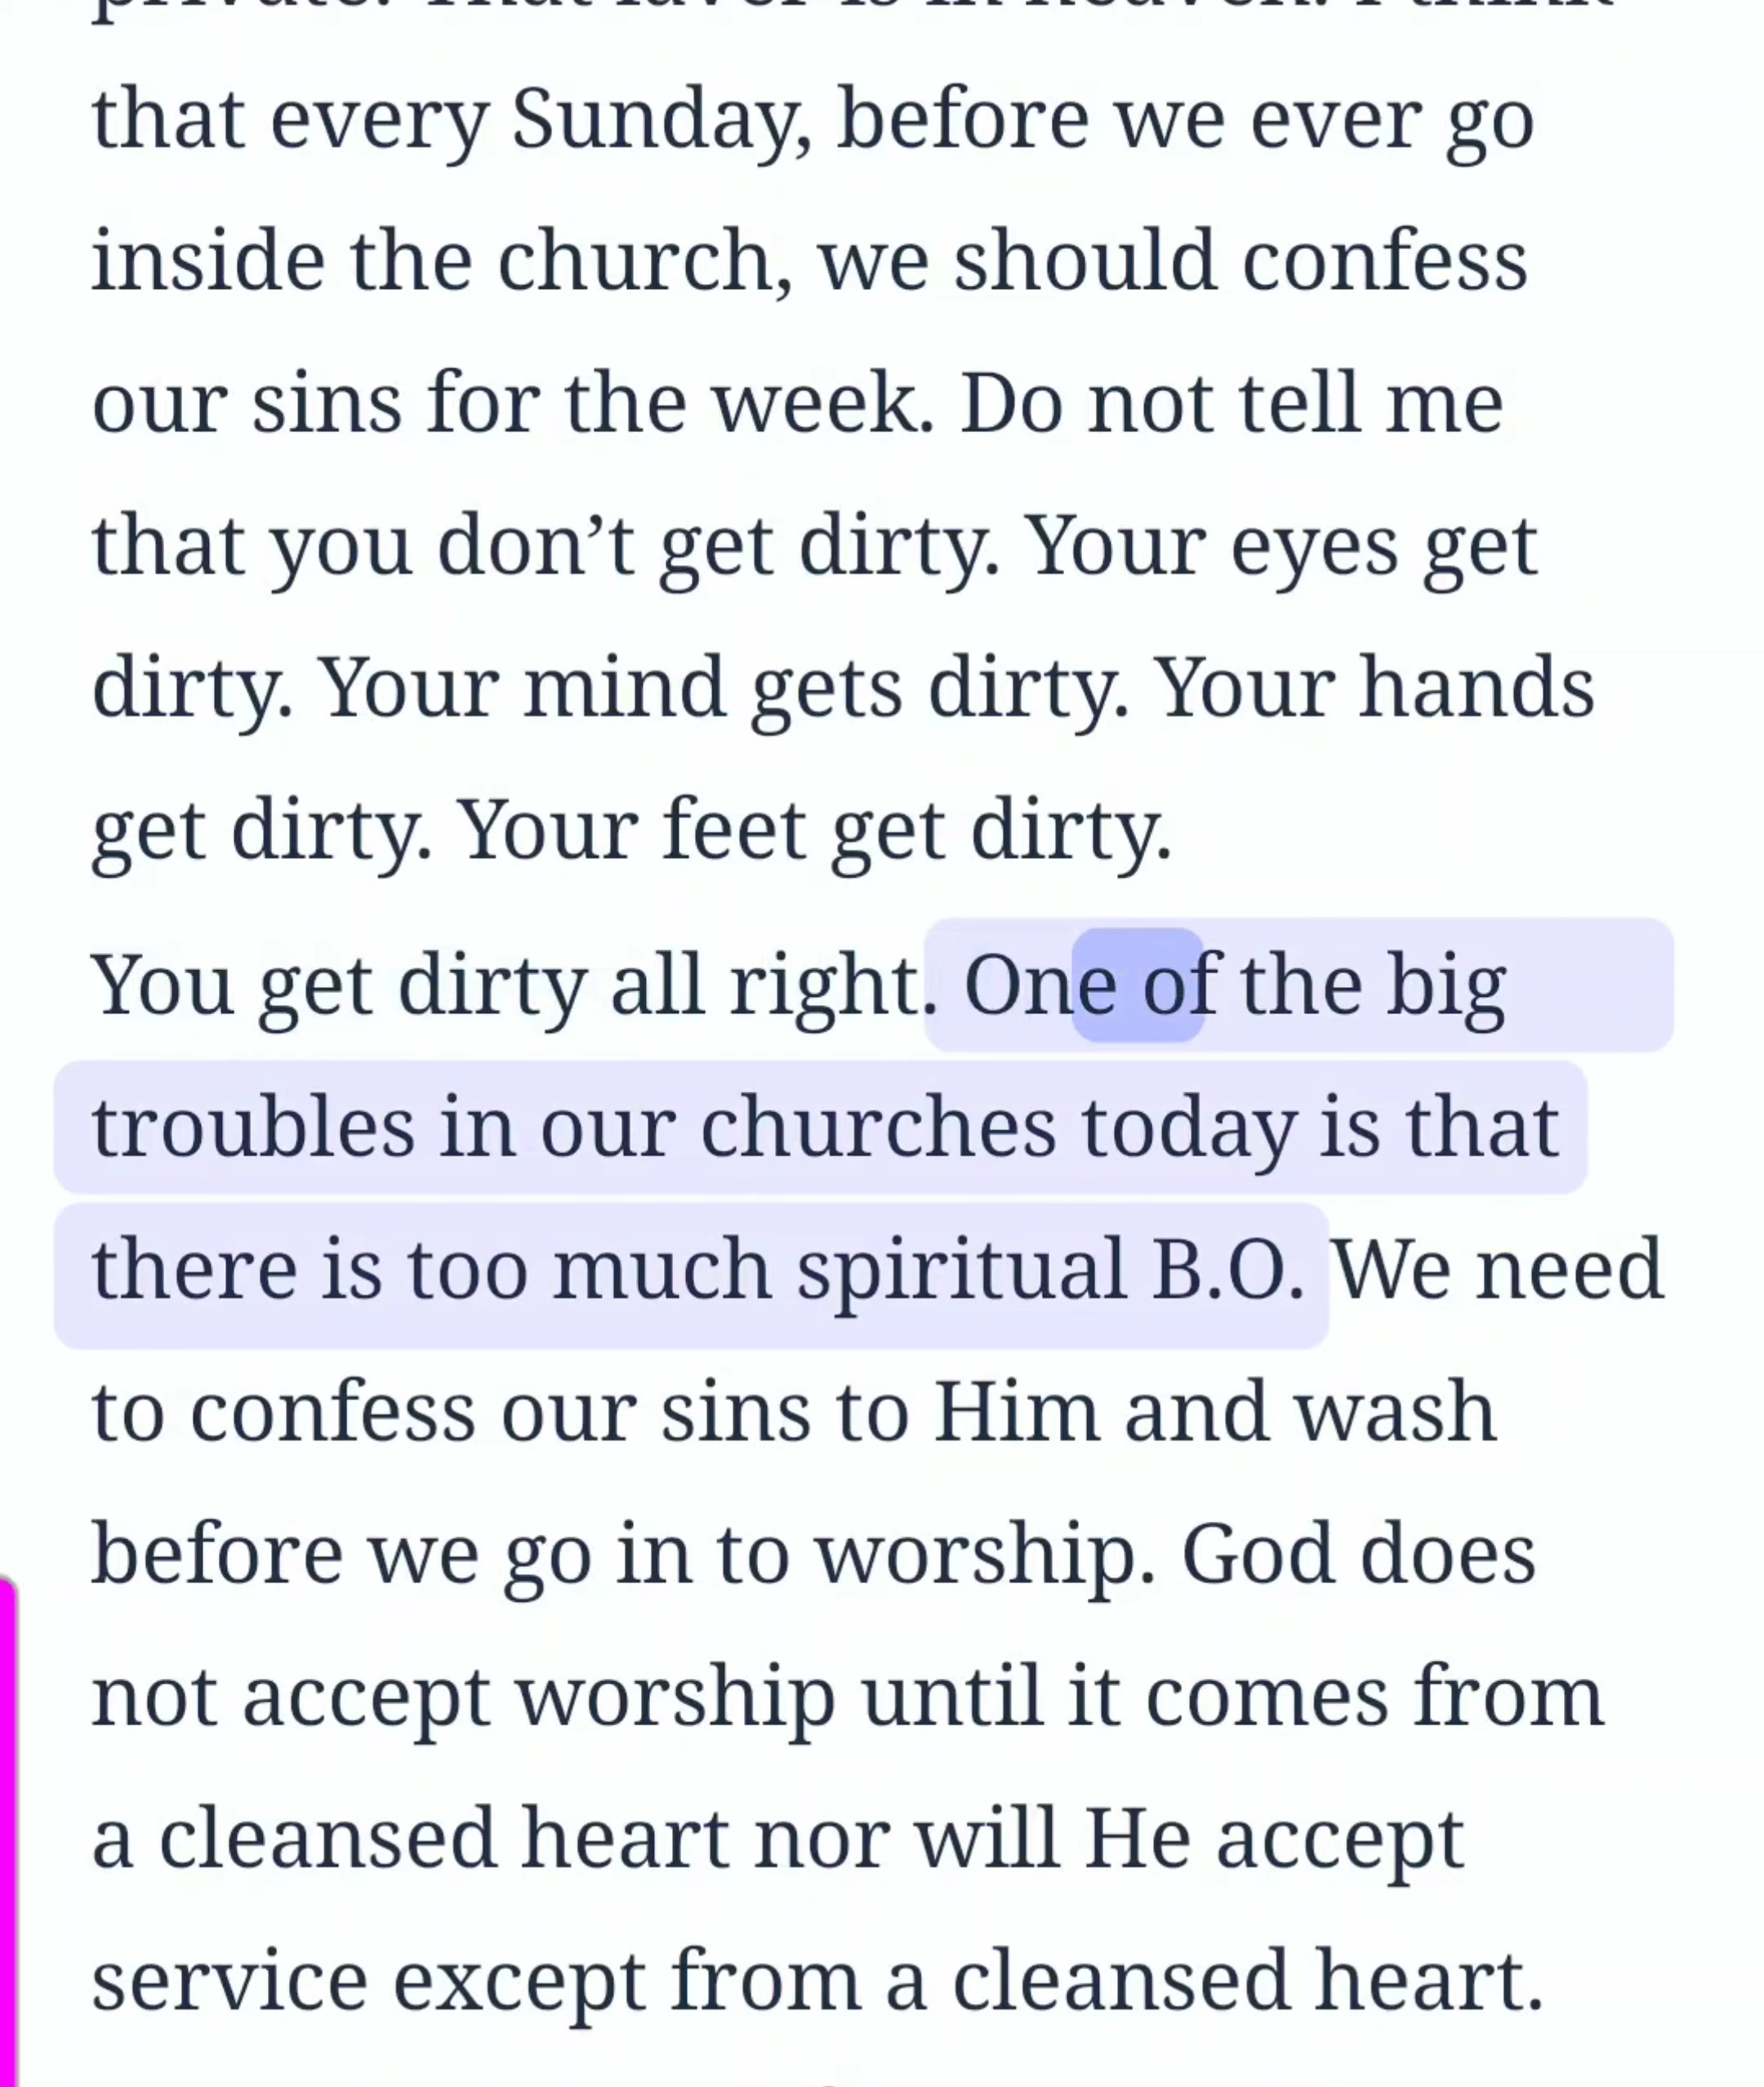 that every Sunday, before we ever go
inside the church, we should confess
our sins for the week. Do not tell me
that you don’t get dirty. Your eyes get
dirty. Your mind gets dirty. Your hands
get dirty. Your feet get dirty.
You get dirty all right. One of the big
troubles in our churches today is that
there is too much spiritual B.O. We need
to confess our sins to Him and wash
before we go in to worship. God does
not accept worship until it comes from
a cleansed heart nor will He accept
service except from a cleansed heart.